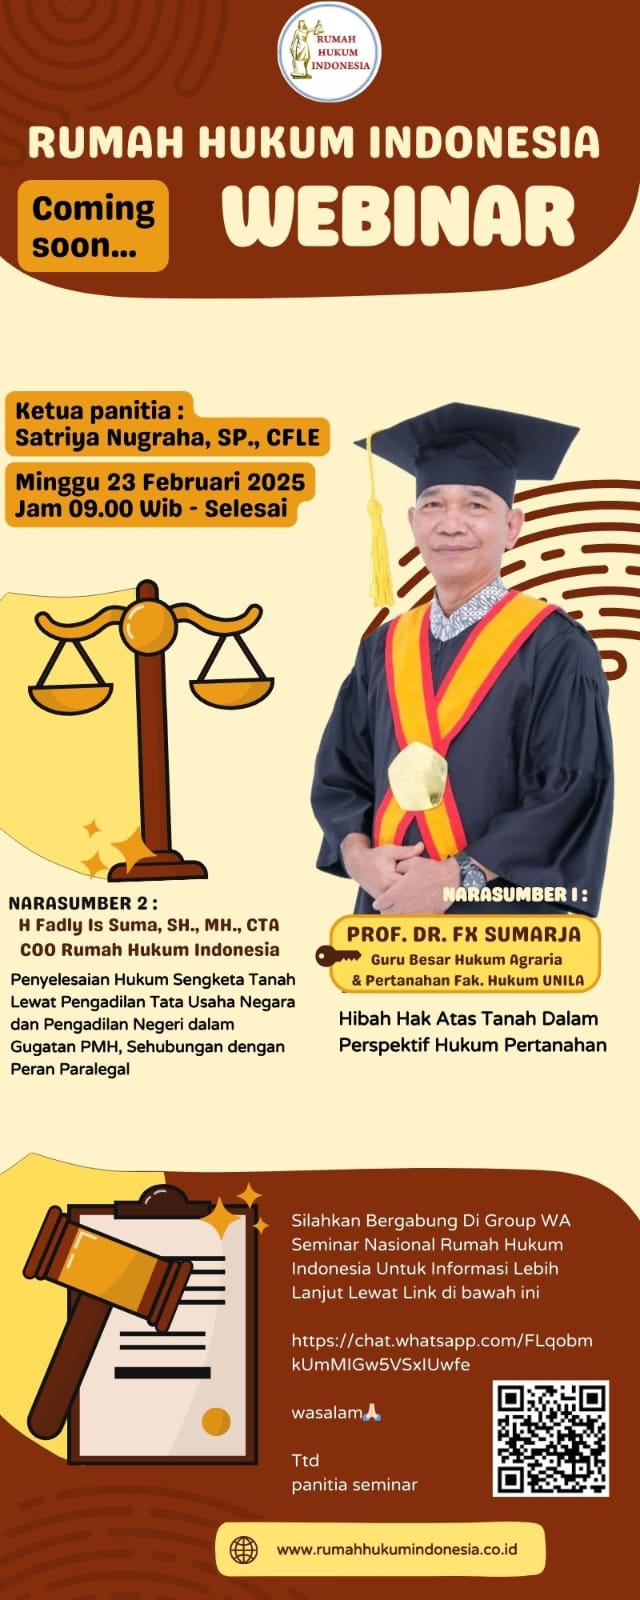 RUMAH
HUKUM
INDONESIA
RUMAH HUKUM INDONESIA
Coming
soon...
WEBINAR
Ketua panitia :
Satriya Nugraha, SP., CFLE
Minggu 23 Februari 2025
Jam 09.00 Wib - Selesai
NARASUMBER 1 :
PROF. DR. FX SUMARJA
Guru Besar Hukum Agraria
& Pertanahan Fak. Hukum UNILA
Hibah Hak Atas Tanah Dalam
Perspektif Hukum Pertanahan
NARASUMBER 2 :
H Fadly Is Suma, SH., MH., CTA
COO Rumah Hukum Indonesia
Penyelesaian Hukum Sengketa Tanah
Lewat Pengadilan Tata Usaha Negara
dan Pengadilan Negeri dalam
Gugatan PMH, Sehubungan dengan
Peran Paralegal
Silahkan Bergabung Di Group WA
Seminar Nasional Rumah Hukum
Indonesia Untuk Informasi Lebih
Lanjut Lewat Link di bawah ini
https://chat.whatsapp.com/FLqobm
kUmMIGw5VSxIUwfe
wasalam🙏🏻
Ttd
panitia seminar
www.rumahhukumindonesia.co.id